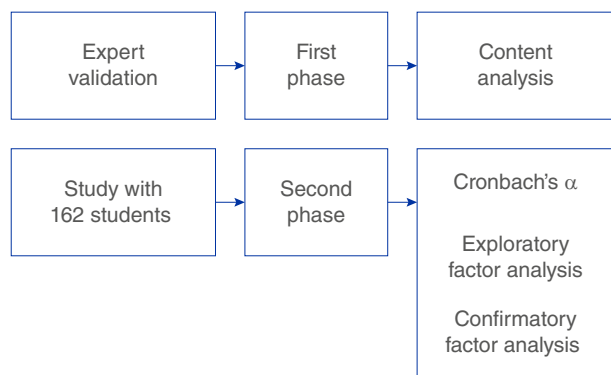 Expert
validation
First
phase
Content
analysis
Study with
162 students
Second
phase
Cronbach’s α
Exploratory
factor analysis
Confirmatory
factor analysis